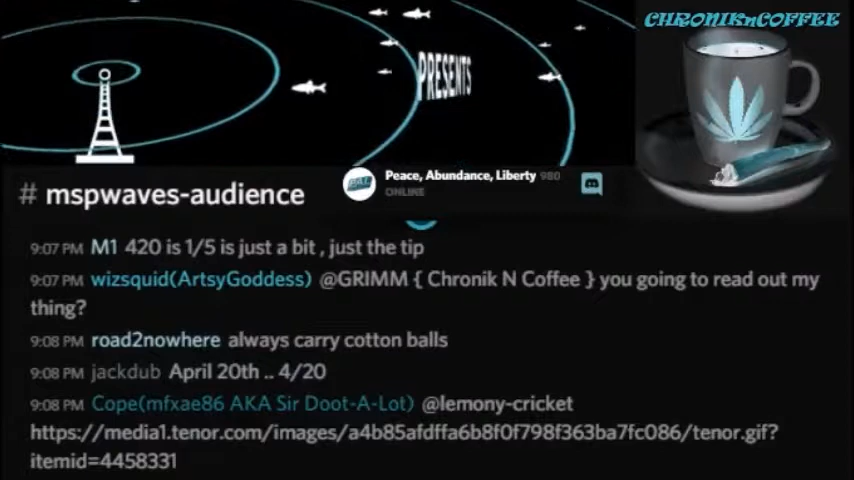 CHRONIKnCOFFEE
PRESENTS
# mspwaves-audience
Peace, Abundance, Liberty 980
ONLINE
9:07 PM M1 420 is 1/5 is just a bit , just the tip
9:07 PM wizsquid(ArtsyGoddess) @GRIMM { Chronik N Coffee } you going to read out my
thing?
9:08 PM road2nowhere always carry cotton balls
9:08 PM jackdub April 20th .. 4/20
9:08 PM Cope(mfxae86 AKA Sir Doot-A-Lot) @lemony-cricket
https://media1.tenor.com/images/a4b85afdffa6b8f0f798f363ba7fc086/tenor.gif?
itemid=4458331